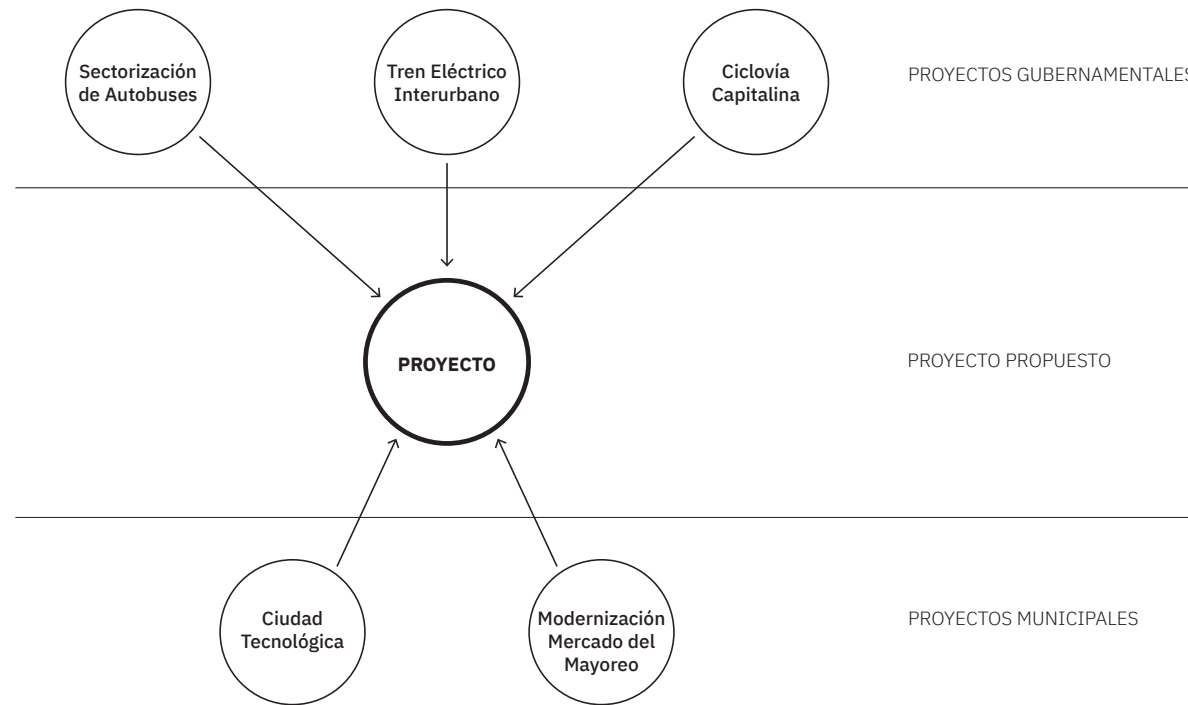 Sectorización
de Autobuses
Tren Eléctrico
Interurbano
Ciclovía
Capitalina
PROYECTOS GUBERNAMENTALES
PROYECTO
PROYECTO PROPUESTO
Ciudad
Tecnológica
Modernización
Mercado del
Mayoreo
PROYECTOS MUNICIPALES